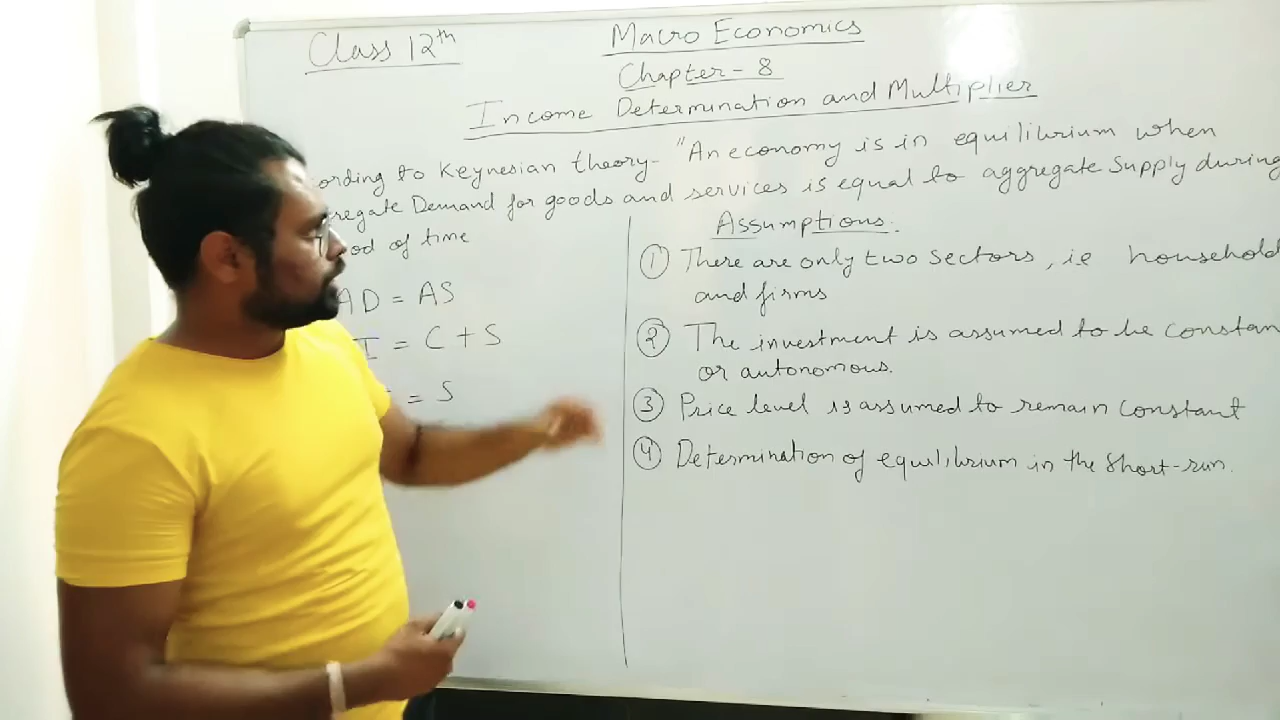 Class 12th
Macro Economics
Chapter - 8
Income Determination and Multiplier
ording to Keynesian theory- "An economy is in equilibrium when
regate Demand for goods and services is equal to aggregate Supply during
od of time
AD = AS
I = C + S
= S
Assumptions.
① There are only two sectors, ie household
and firms
② The investment is assumed to be constan
or autonomous.
③ Price level is assumed to remain constant
④ Determination of equilibrium in the short-run.